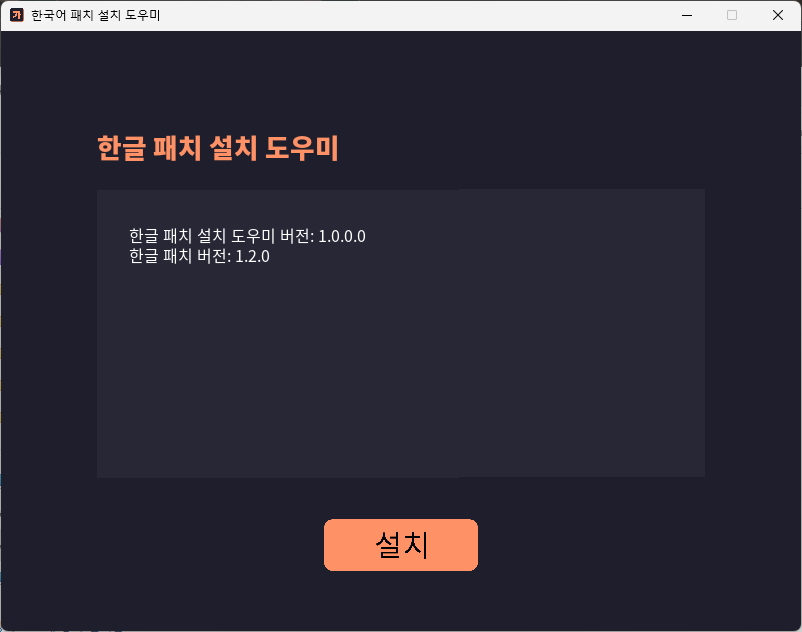 한국어 패치 설치 도우미
한글 패치 설치 도우미
한글 패치 설치 도우미 버전: 1.0.0.0
한글 패치 버전: 1.2.0
설치